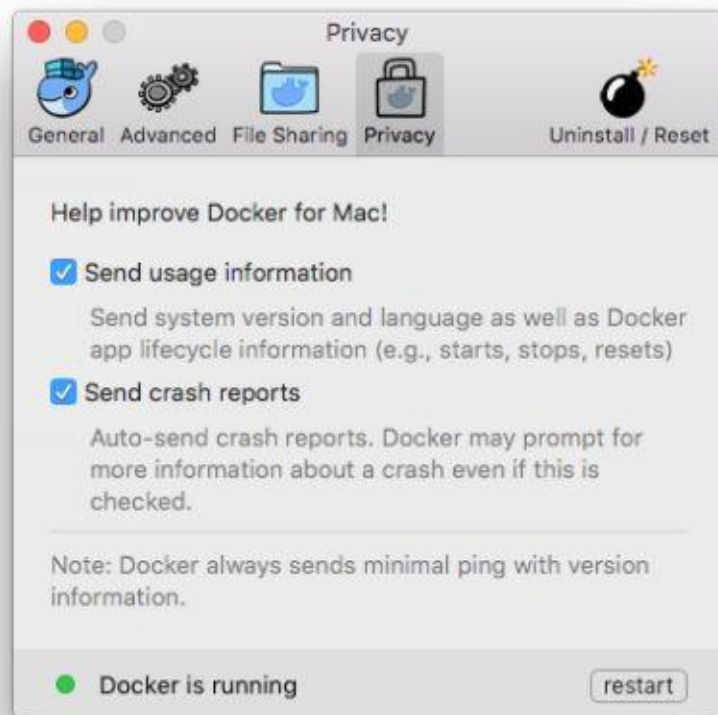 Privacy
General Advanced File Sharing Privacy Uninstall / Reset
Help improve Docker for Mac!
Send usage information
Send system version and language as well as Docker
app lifecycle information (e.g., starts, stops, resets)
Send crash reports
Auto-send crash reports. Docker may prompt for
more information about a crash even if this is
checked.
Note: Docker always sends minimal ping with version
information.
Docker is running restart